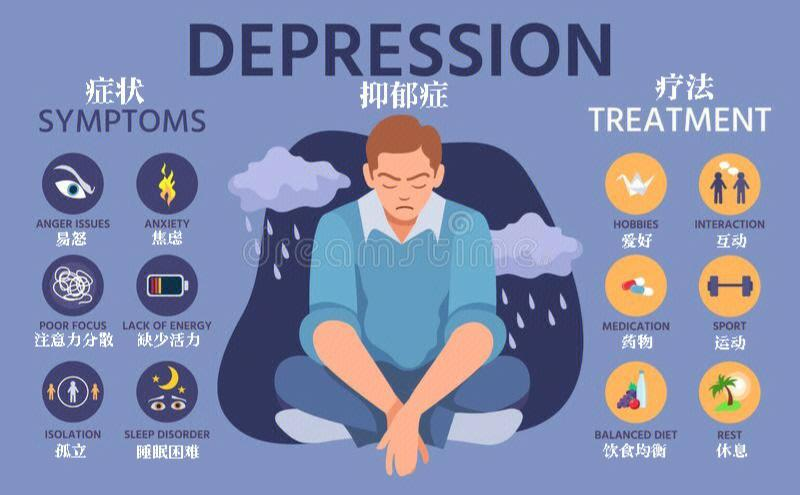 DEPRESSION
抑郁症
症状
SYMPTOMS
ANGER ISSUES
易怒
ANXIETY
焦虑
POOR FOCUS
注意力分散
LACK OF ENERGY
缺少活力
ISOLATION
孤立
SLEEP DISORDER
睡眠困难
疗法
TREATMENT
HOBBIES
爱好
INTERACTION
互动
MEDICATION
药物
SPORT
运动
BALANCED DIET
饮食均衡
REST
休息
dreamstime